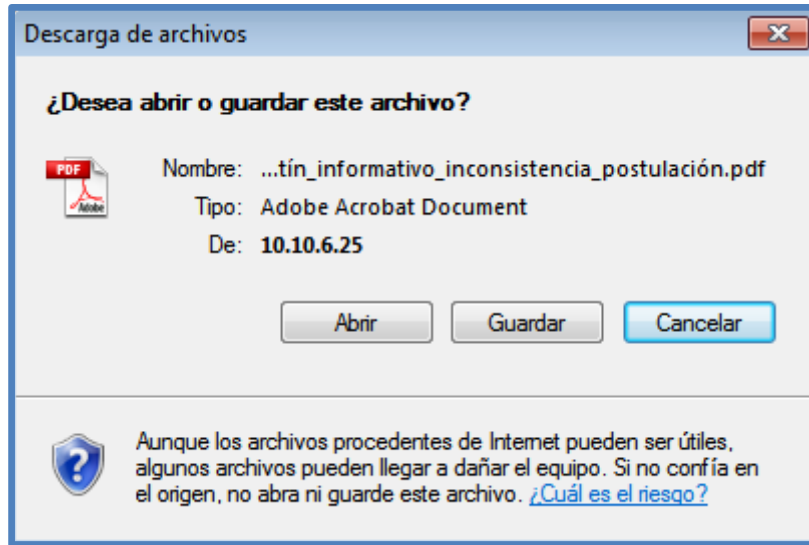 Descarga de archivos
¿Desea abrir o guardar este archivo?
PDF
Adobe
Nombre: ...tín_informativo_inconsistencia_postulación.pdf
Tipo: Adobe Acrobat Document
De: 10.10.6.25
Abrir Guardar Cancelar
Aunque los archivos procedentes de Internet pueden ser útiles,
algunos archivos pueden llegar a dañar el equipo. Si no confía en
el origen, no abra ni guarde este archivo. ¿Cuál es el riesgo?